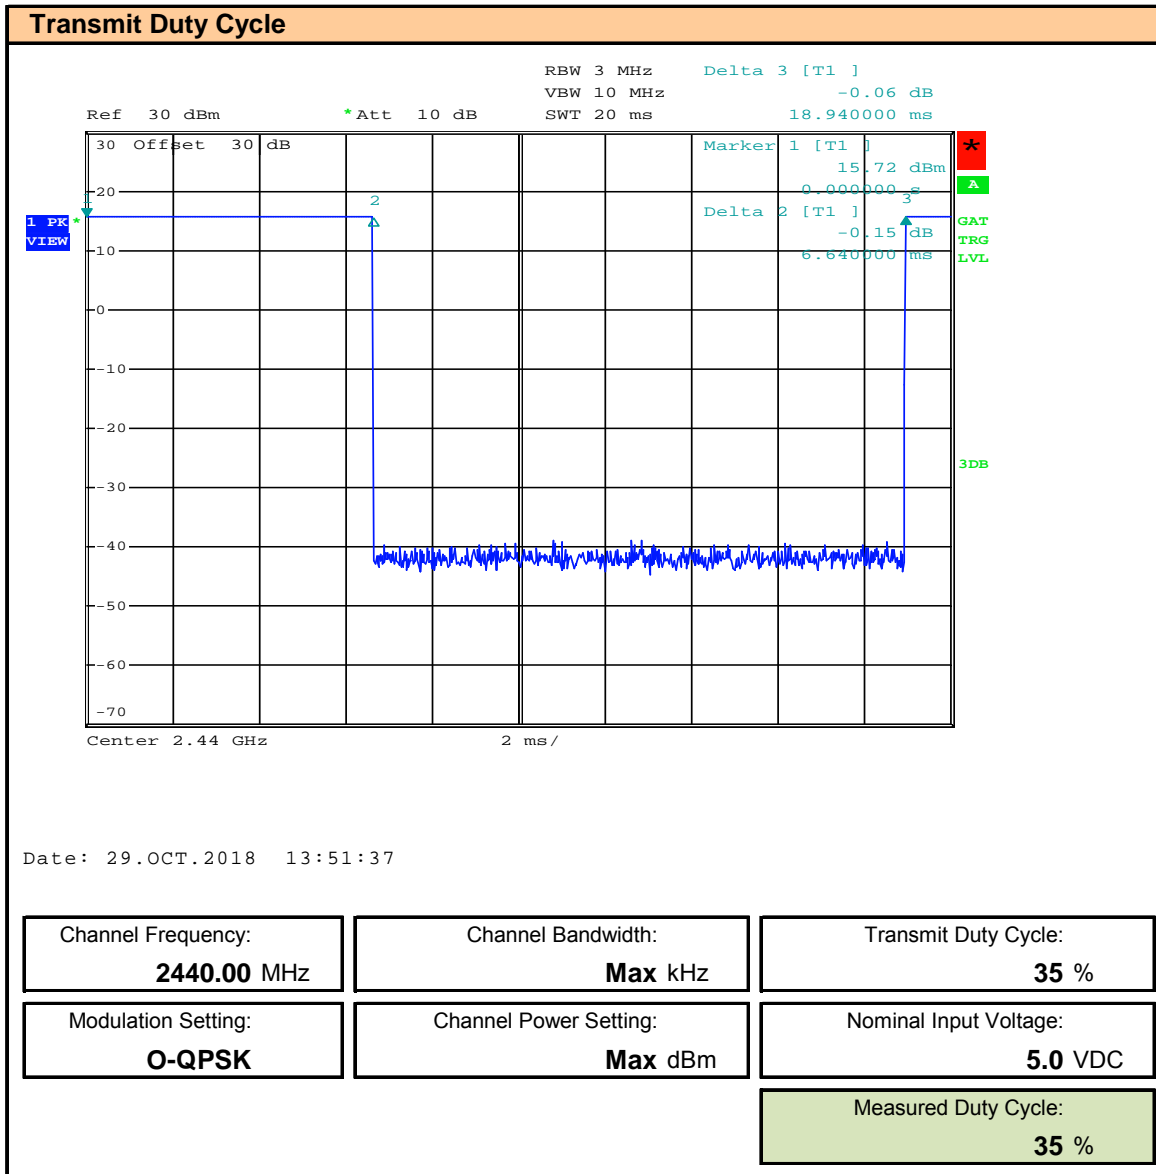 Transmit Duty Cycle
RBW 3 MHz Delta 3 [T1 ]
VBW 10 MHz -0.06 dB
Ref 30 dBm *Att 10 dB SWT 20 ms 18.940000 ms
30 Offset 30 dB Marker 1 [T1 ] *
15.72 dBm
A
20 0.000000 s
1 2 3
Delta 2 [T1 ]
1 PK * GAT
-0.15 dB
VIEW TRG
10 6.640000 ms LVL
0
-10
-20
3DB
-30
-40
-50
-60
-70
Center 2.44 GHz 2 ms/
Date: 29.OCT.2018 13:51:37
Channel Frequency: Channel Bandwidth: Transmit Duty Cycle:
2440.00 MHz Max kHz 35 %
Modulation Setting: Channel Power Setting: Nominal Input Voltage:
O-QPSK Max dBm 5.0 VDC
Measured Duty Cycle:
35 %